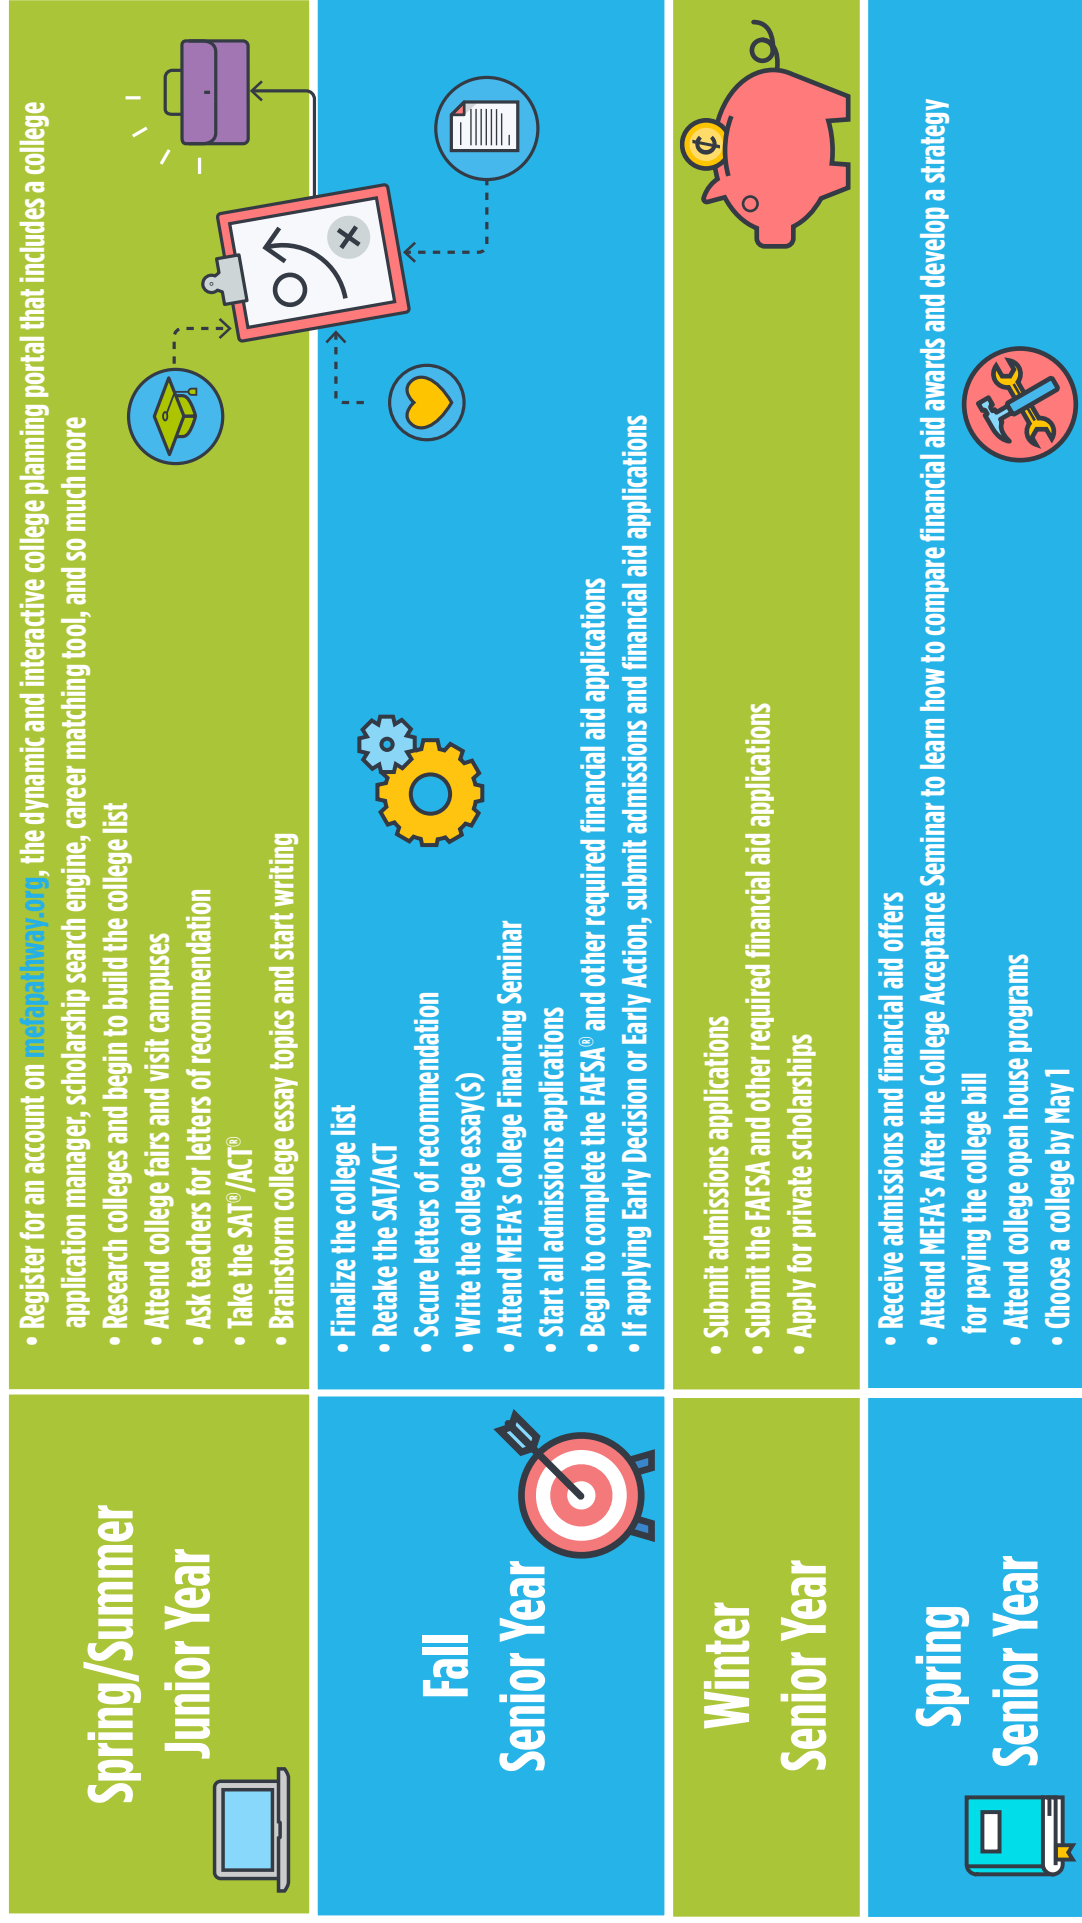 Spring/Summer
Junior Year
• Register for an account on mefapathway.org, the dynamic and interactive college planning portal that includes a college
application manager, scholarship search engine, career matching tool, and so much more
• Research colleges and begin to build the college list
• Attend college fairs and visit campuses
• Ask teachers for letters of recommendation
• Take the SAT®/ACT®
• Brainstorm college essay topics and start writing
Fall
Senior Year
• Finalize the college list
• Retake the SAT/ACT
• Secure letters of recommendation
• Write the college essay(s)
• Attend MEFA's College Financing Seminar
• Start all admissions applications
• Begin to complete the FAFSA® and other required financial aid applications
• If applying Early Decision or Early Action, submit admissions and financial aid applications
Winter
Senior Year
• Submit admissions applications
• Submit the FAFSA and other required financial aid applications
• Apply for private scholarships
Spring
Senior Year
• Receive admissions and financial aid offers
• Attend MEFA's After the College Acceptance Seminar to learn how to compare financial aid awards and develop a strategy
for paying the college bill
• Attend college open house programs
• Choose a college by May 1